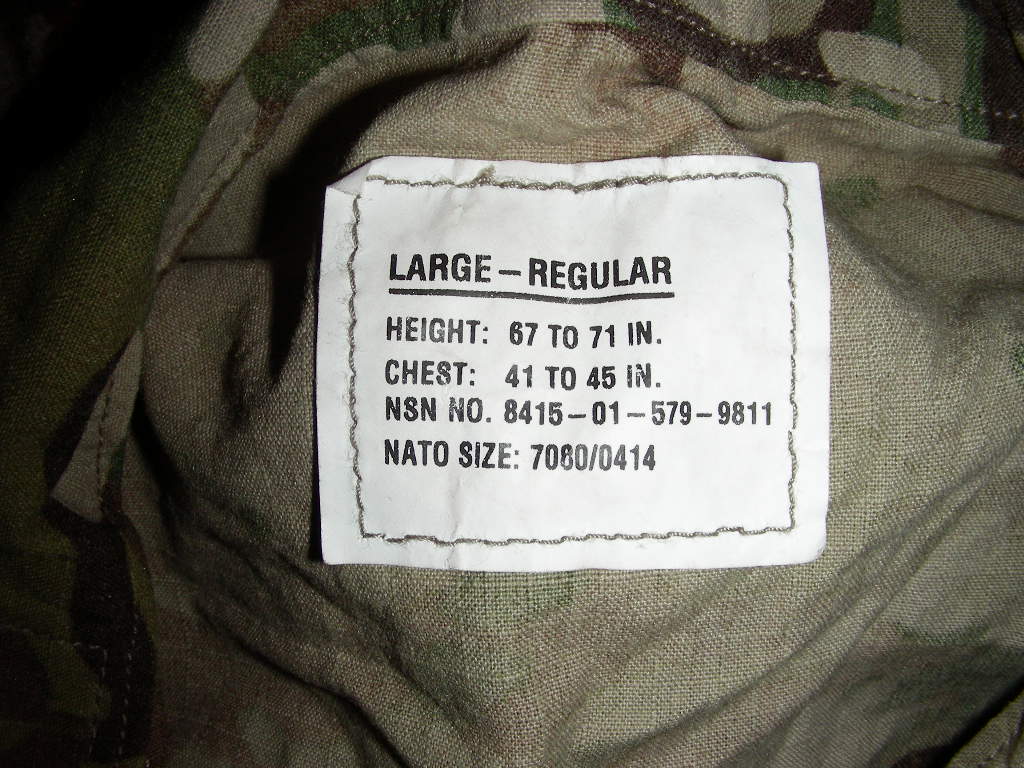 LARGE – REGULAR
HEIGHT: 67 TO 71 IN.
CHEST: 41 TO 45 IN.
NSN NO. 8415–01–579–9811
NATO SIZE: 7080/0414